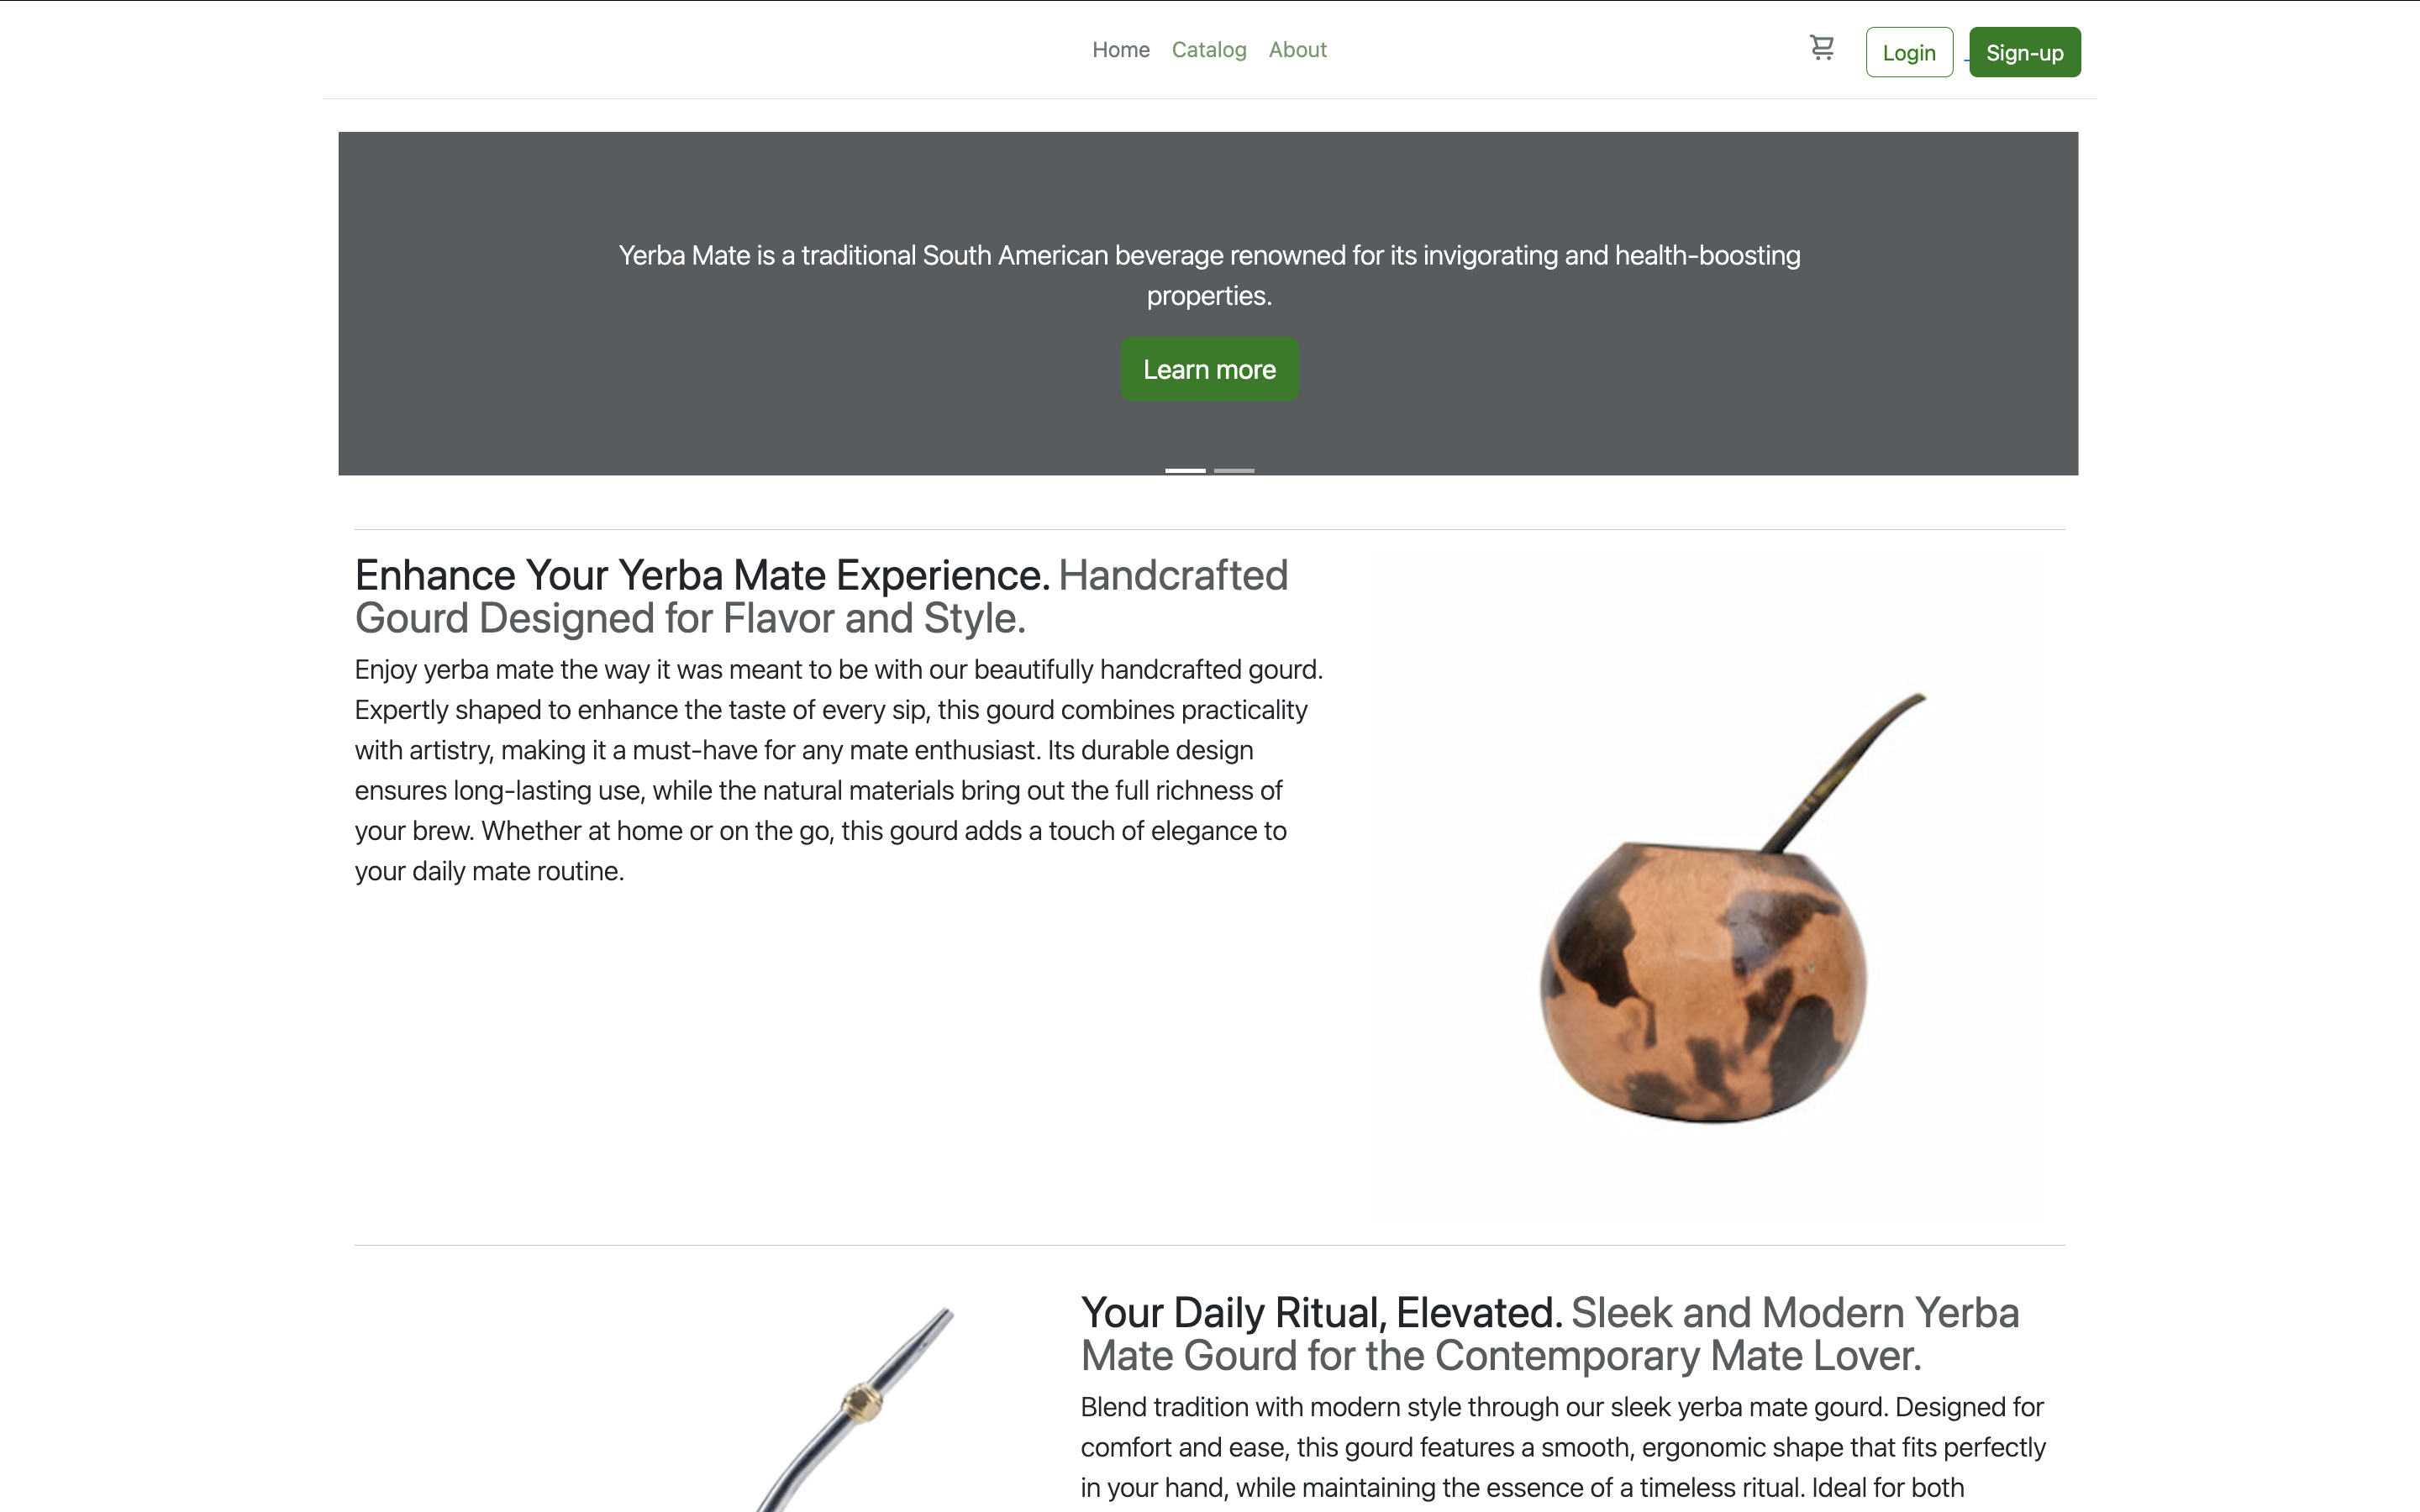 Home Catalog About Login Sign-up
Yerba Mate is a traditional South American beverage renowned for its invigorating and health-boosting
properties.
Learn more
Enhance Your Yerba Mate Experience. Handcrafted
Gourd Designed for Flavor and Style.
Enjoy yerba mate the way it was meant to be with our beautifully handcrafted gourd.
Expertly shaped to enhance the taste of every sip, this gourd combines practicality
with artistry, making it a must-have for any mate enthusiast. Its durable design
ensures long-lasting use, while the natural materials bring out the full richness of
your brew. Whether at home or on the go, this gourd adds a touch of elegance to
your daily mate routine.
Your Daily Ritual, Elevated. Sleek and Modern Yerba
Mate Gourd for the Contemporary Mate Lover.
Blend tradition with modern style through our sleek yerba mate gourd. Designed for
comfort and ease, this gourd features a smooth, ergonomic shape that fits perfectly
in your hand, while maintaining the essence of a timeless ritual. Ideal for both